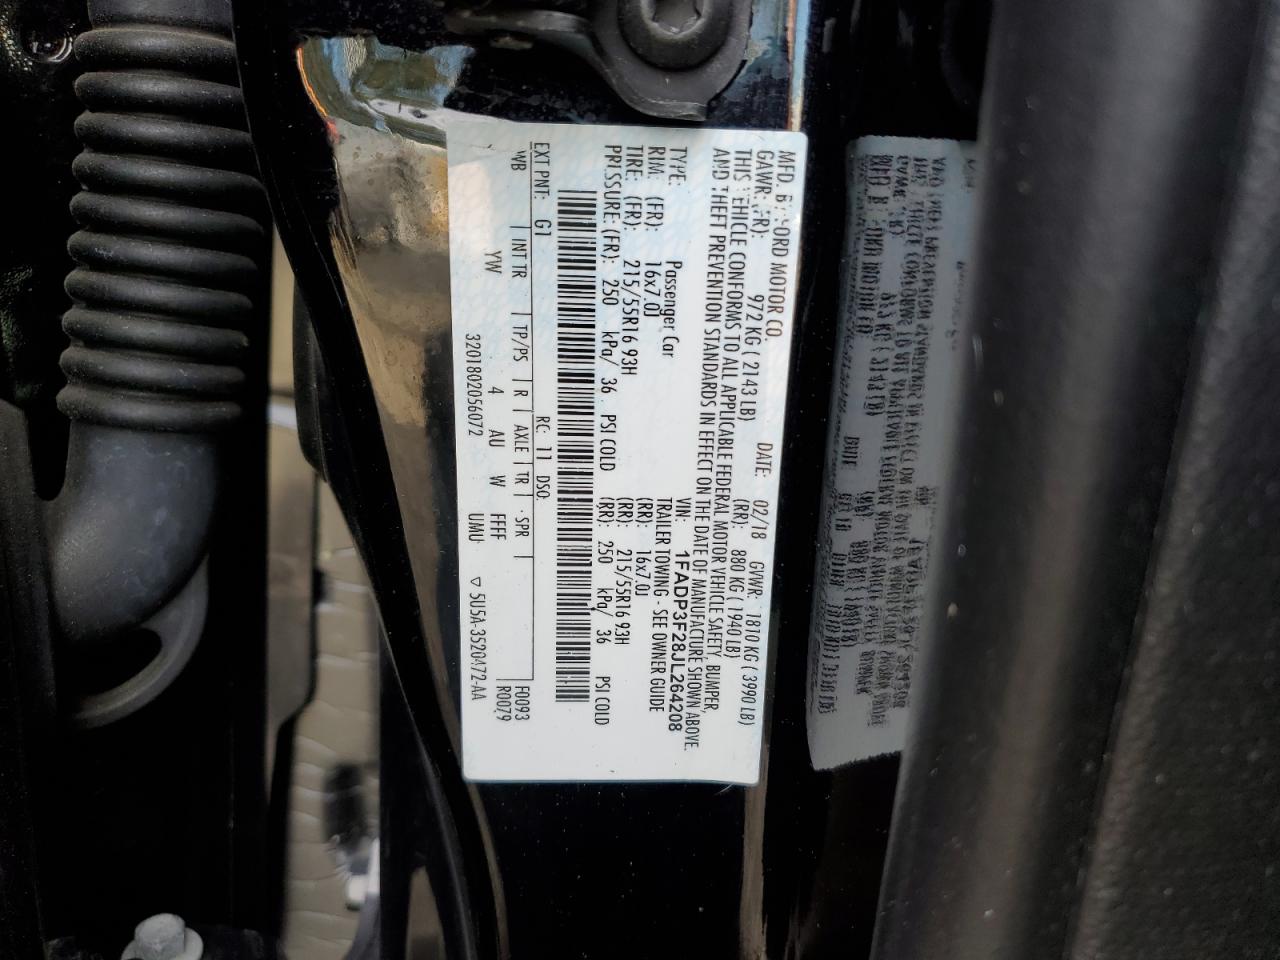 MFD. BY FORD MOTOR CO. DATE: 02/18 GVWR: 1810 KG ( 3990 LB)
GAWR: (FR): 972 KG ( 2143 LB) (RR): 880 KG ( 1940 LB)
THIS VEHICLE CONFORMS TO ALL APPLICABLE FEDERAL MOTOR VEHICLE SAFETY, BUMPER,
AND THEFT PREVENTION STANDARDS IN EFFECT ON THE DATE OF MANUFACTURE SHOWN ABOVE.
VIN: 1FADP3F28JL264208
TYPE: Passenger Car TRAILER TOWING - SEE OWNER GUIDE
RIM: (FR): 16x7.0J (RR): 16x7.0J
TIRE: (FR): 215/55R16 93H (RR): 215/55R16 93H
PRESSURE: (FR): 250 kPa/ 36 PSI COLD (RR): 250 kPa/ 36 PSI COLD
RC: 11 DSO:
EXT PNT: G1 F0093
R0079
WB INT TR TP/PS R AXLE TR SPR
YW 4 AU W FFFF
3201802056072 UMU ▽ 5U5A-3520472-AA